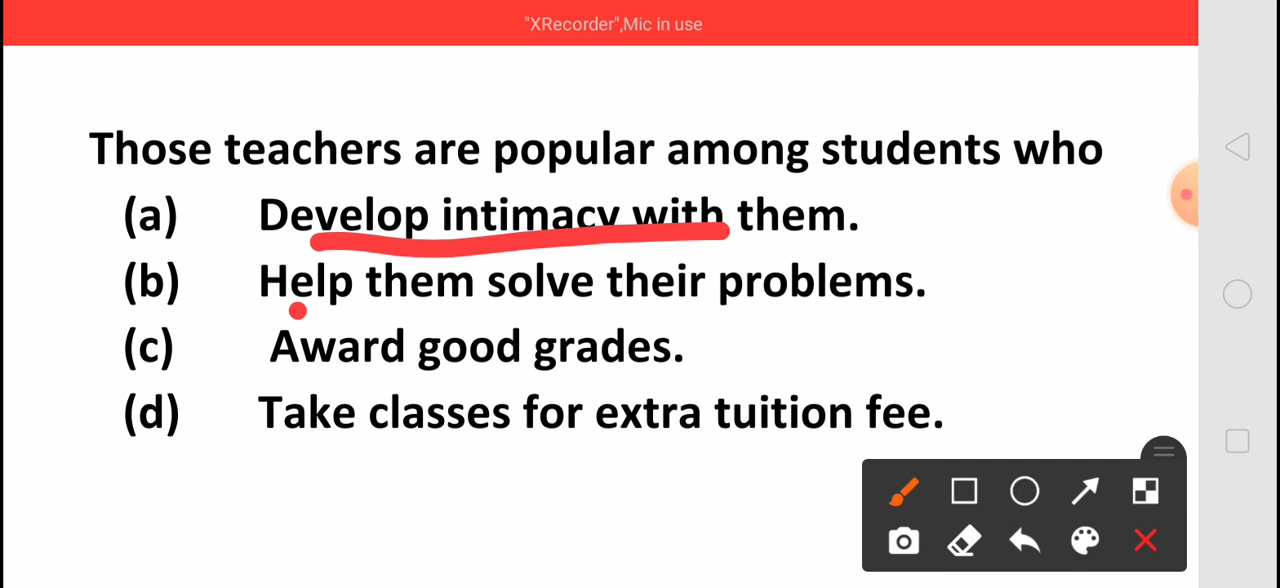 "XRecorder",Mic in use
Those teachers are popular among students who
(a) Develop intimacy with them.
(b) Help them solve their problems.
(c) Award good grades.
(d) Take classes for extra tuition fee.